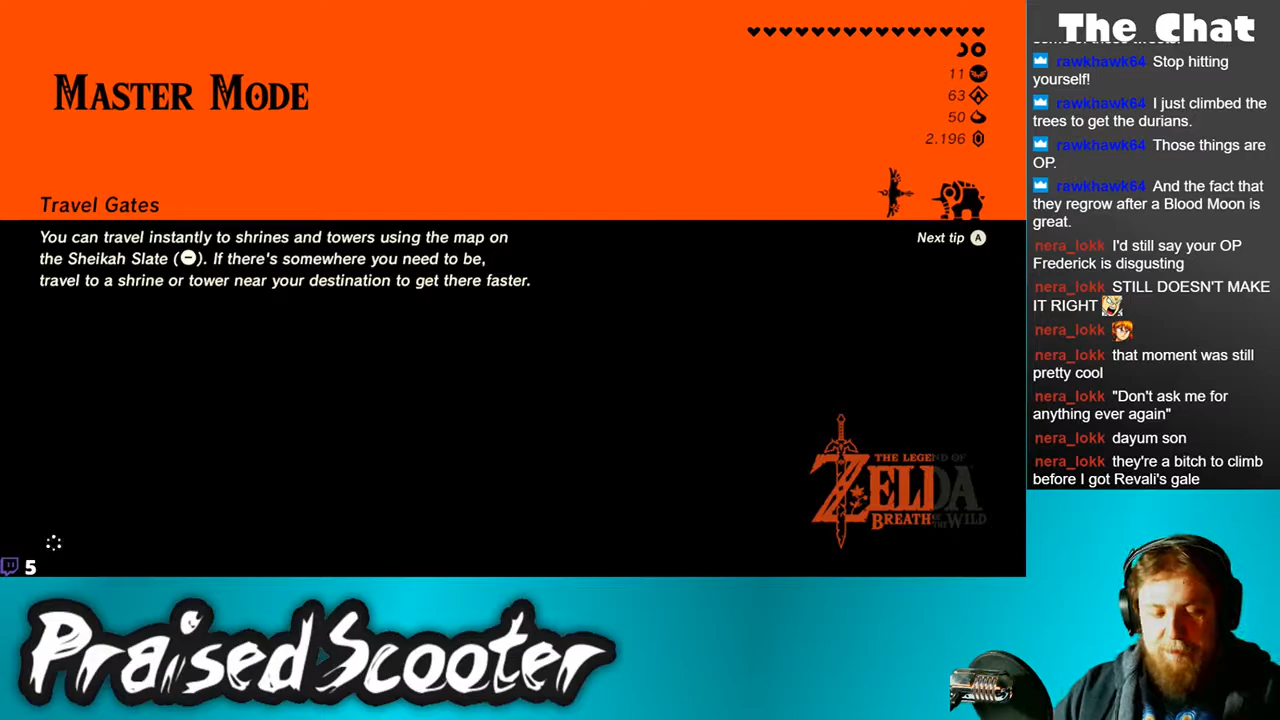 MASTER MODE
11
63
50
2.196
Travel Gates
You can travel instantly to shrines and towers using the map on
the Sheikah Slate (−). If there's somewhere you need to be,
travel to a shrine or tower near your destination to get there faster.
Next tip A
THE LEGEND OF
ZELDA
BREATH OF THE WILD
5
PraisedScooter
The Chat
rawkhawk64 Stop hitting
yourself!
rawkhawk64 I just climbed the
trees to get the durians.
rawkhawk64 Those things are
OP.
rawkhawk64 And the fact that
they regrow after a Blood Moon is
great.
nera_lokk I'd still say your OP
Frederick is disgusting
nera_lokk STILL DOESN'T MAKE
IT RIGHT
nera_lokk
nera_lokk that moment was still
pretty cool
nera_lokk "Don't ask me for
anything ever again"
nera_lokk dayum son
nera_lokk they're a bitch to climb
before I got Revali's gale